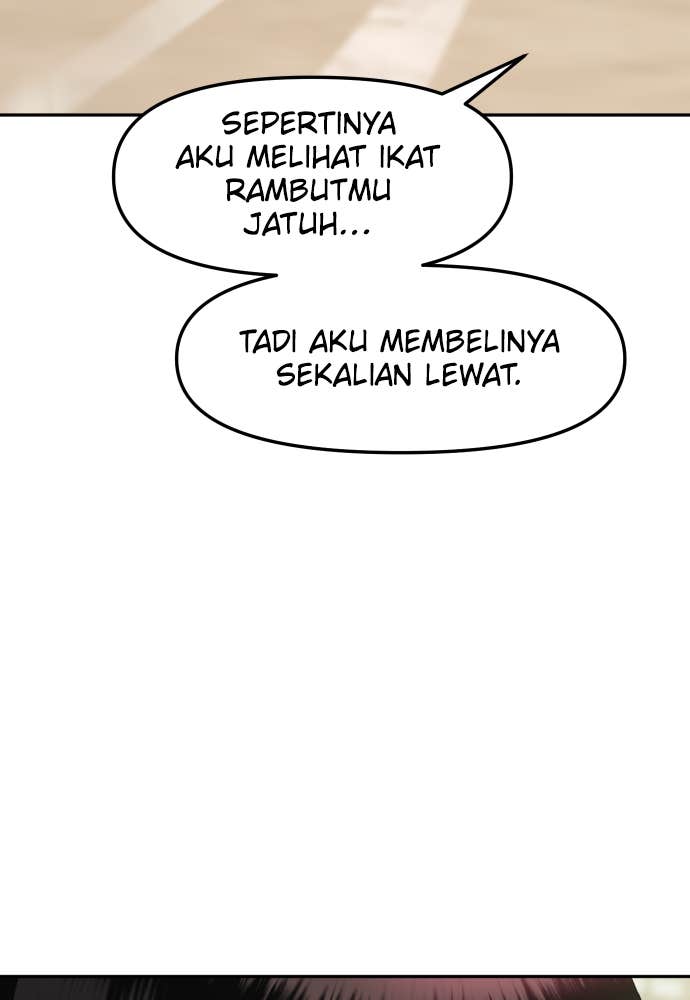 SEPERTINYA
AKU MELIHAT IKAT
RAMBUTMU
JATUH...
TADI AKU MEMBELINYA
SEKALIAN LEWAT.